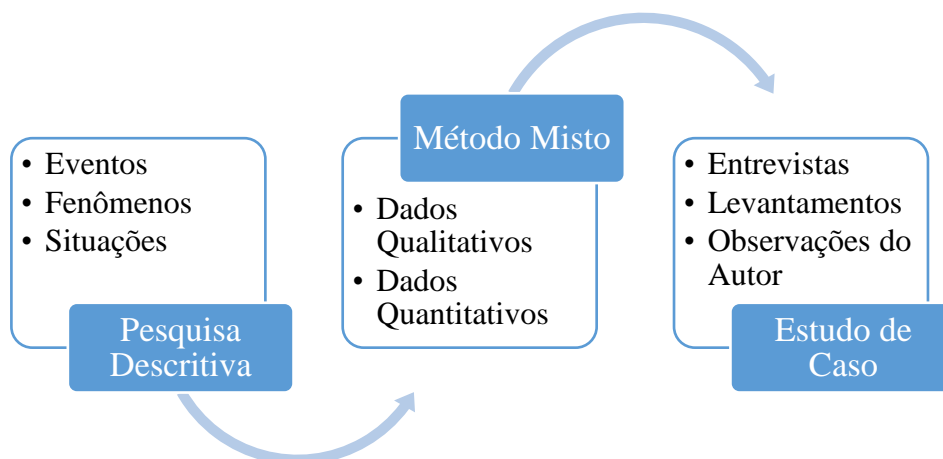 • Eventos
• Fenômenos
• Situações
Pesquisa
Descritiva
Método Misto
• Dados
Qualitativos
• Dados
Quantitativos
• Entrevistas
• Levantamentos
• Observações do
Autor
Estudo de
Caso